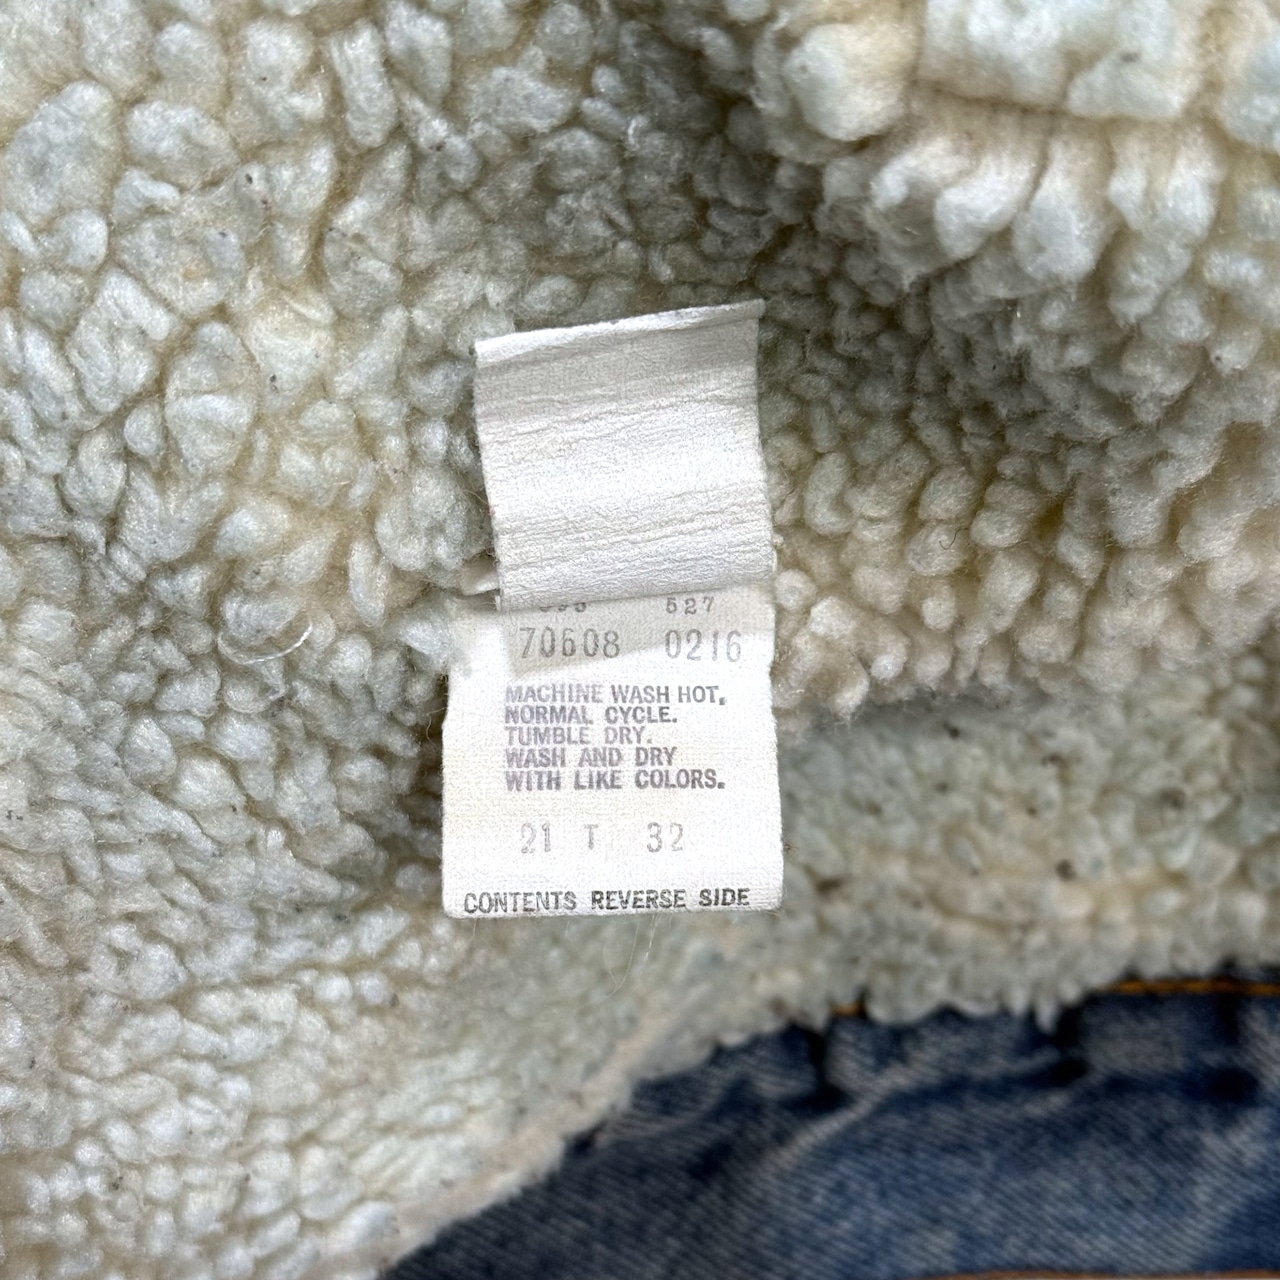 527
70608 0216
MACHINE WASH HOT,
NORMAL CYCLE.
TUMBLE DRY.
WASH AND DRY
WITH LIKE COLORS.
21 T 32
CONTENTS REVERSE SIDE